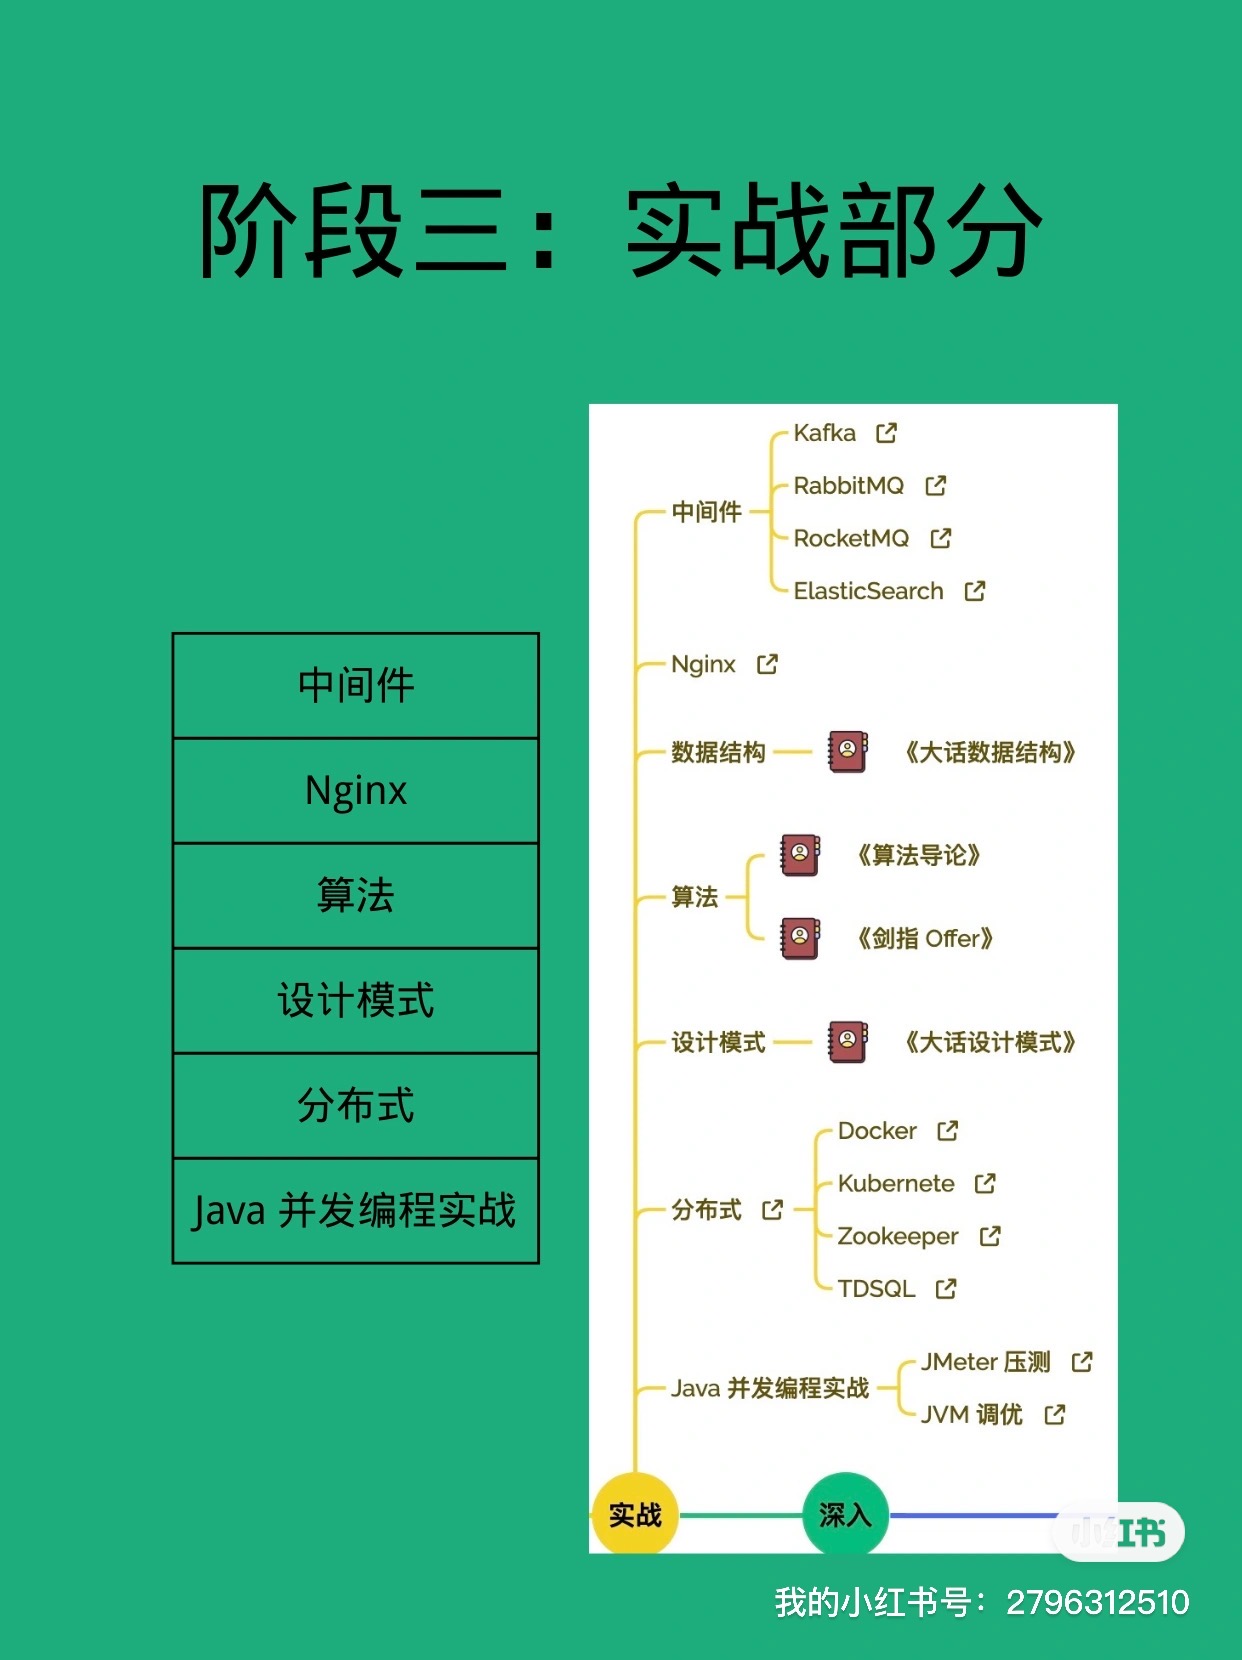 阶段三：实战部分
中间件
Nginx
算法
设计模式
分布式
Java 并发编程实战
中间件
Kafka
RabbitMQ
RocketMQ
ElasticSearch
Nginx
数据结构
《大话数据结构》
算法
《算法导论》
《剑指 Offer》
设计模式
《大话设计模式》
分布式
Docker
Kubernete
Zookeeper
TDSQL
Java 并发编程实战
JMeter 压测
JVM 调优
实战
深入
小红书
我的小红书号：2796312510